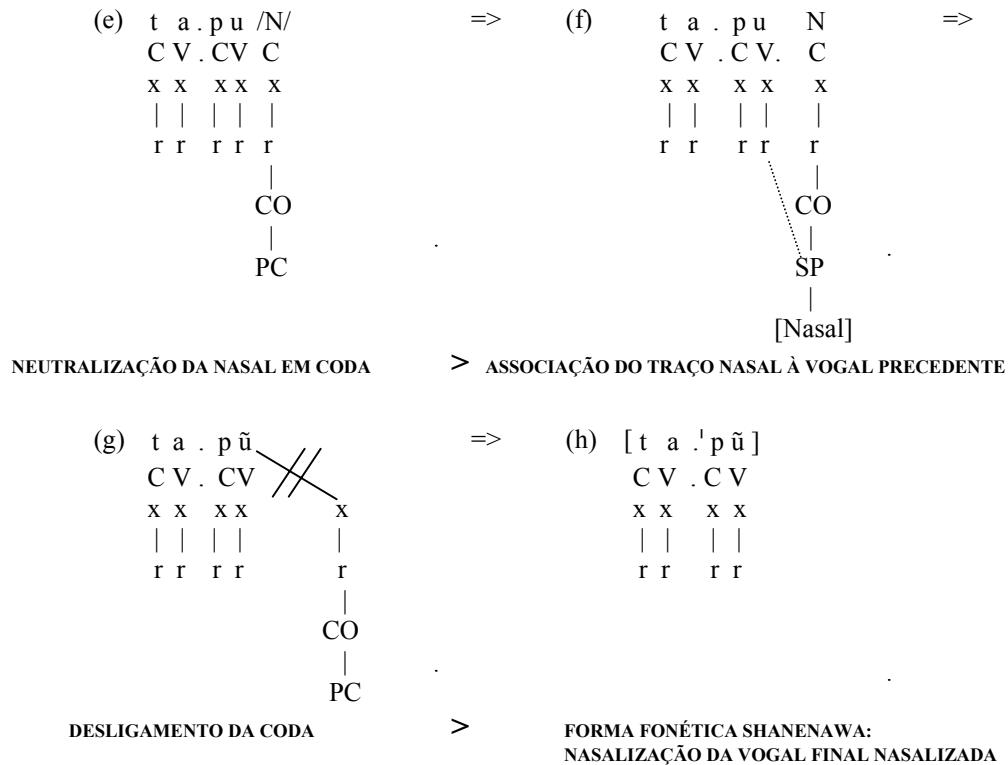 (e) t a . p u /N/ => (f) t a . p u N =>
C V . C V C C V . C V. C
x x x x x x x x x x
| | | | | | | | | |
r r r r r r r r r r
| |
CO CO
| |
PC . SP .
|
[Nasal]
NEUTRALIZAÇÃO DA NASAL EM CODA > ASSOCIAÇÃO DO TRAÇO NASAL À VOGAL PRECEDENTE
(g) t a . p ũ => (h) [ t a .ˈ p ũ ]
C V . C V C V . C V
x x x x x x x x x
| | | | | | | | |
r r r r r r r r r
|
CO
|
PC . .
DESLIGAMENTO DA CODA > FORMA FONÉTICA SHANENAWA:
NASALIZAÇÃO DA VOGAL FINAL NASALIZADA